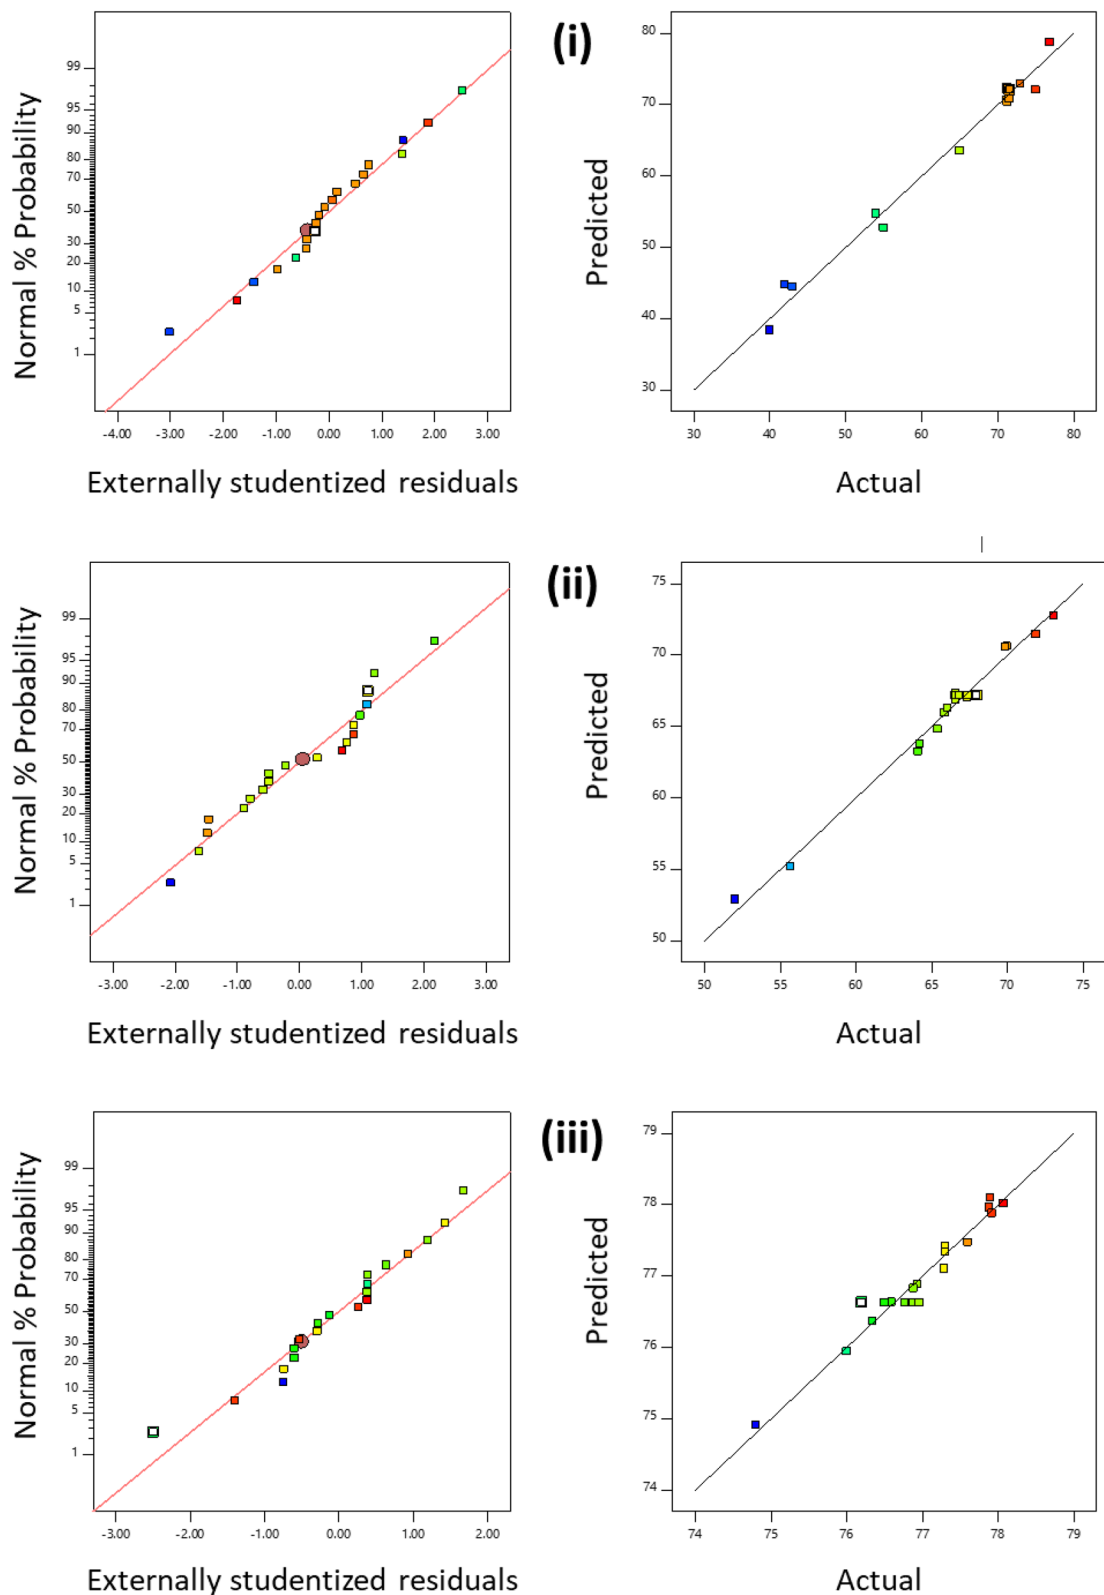 (i)
Normal % Probability
99
95
90
80
70
50
30
20
10
5
1
-4.00 -3.00 -2.00 -1.00 0.00 1.00 2.00 3.00
Externally studentized residuals
Predicted
80
70
60
50
40
30
30 40 50 60 70 80
Actual
(ii)
Normal % Probability
99
95
90
80
70
50
30
20
10
5
1
-3.00 -2.00 -1.00 0.00 1.00 2.00 3.00
Externally studentized residuals
Predicted
75
70
65
60
55
50
50 55 60 65 70 75
Actual
(iii)
Normal % Probability
99
95
90
80
70
50
30
20
10
5
1
-3.00 -2.00 -1.00 0.00 1.00 2.00
Externally studentized residuals
Predicted
79
78
77
76
75
74
74 75 76 77 78 79
Actual